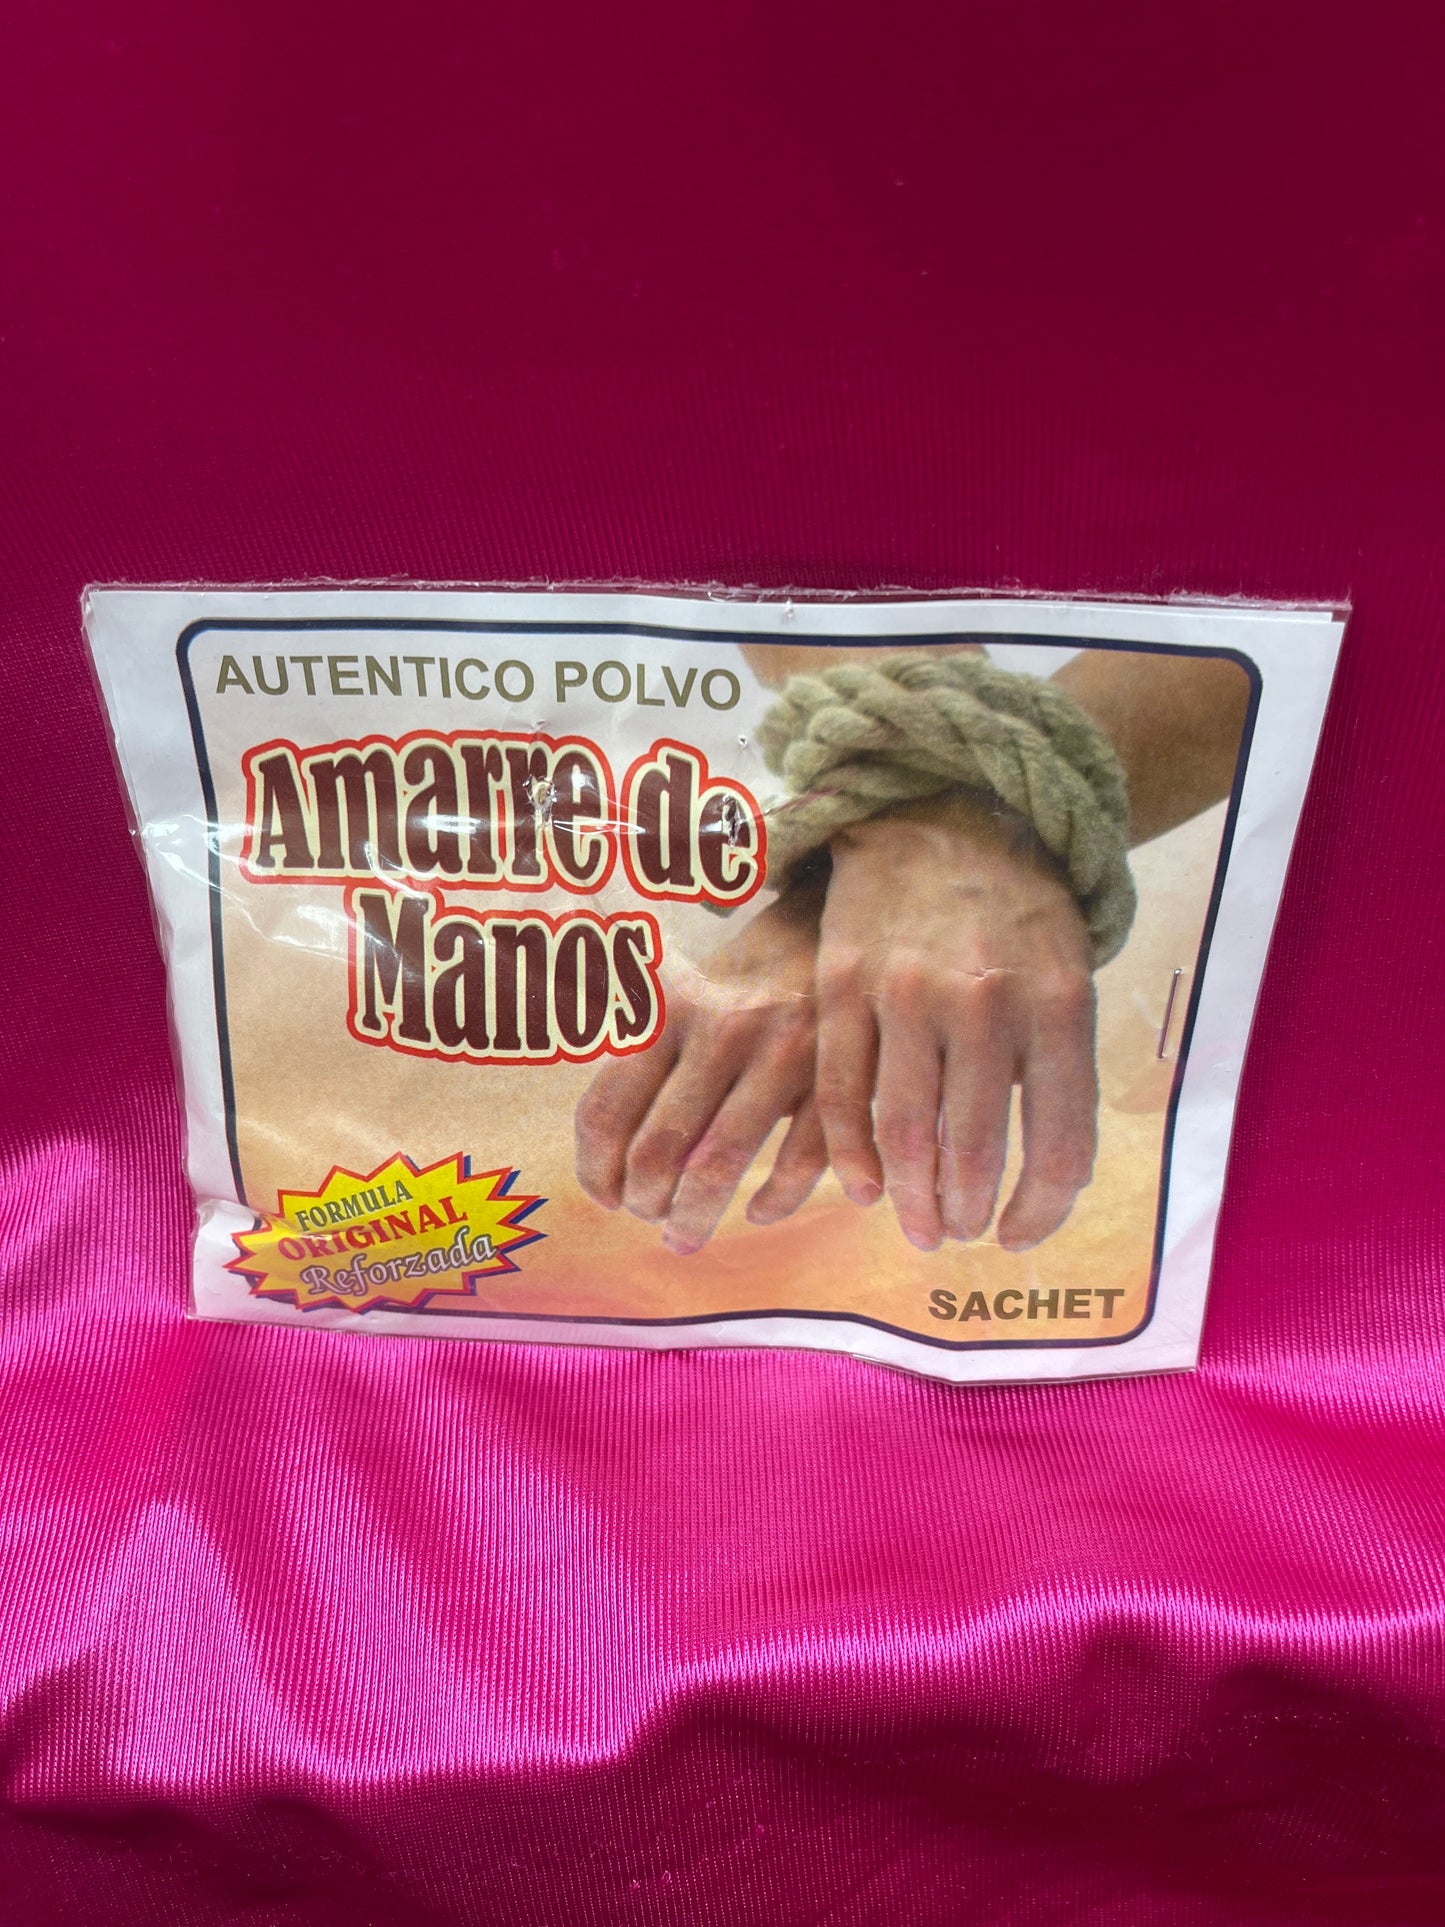 AUTENTICO POLVO
Amarre de
Manos
FORMULA
ORIGINAL
Reforzada
SACHET